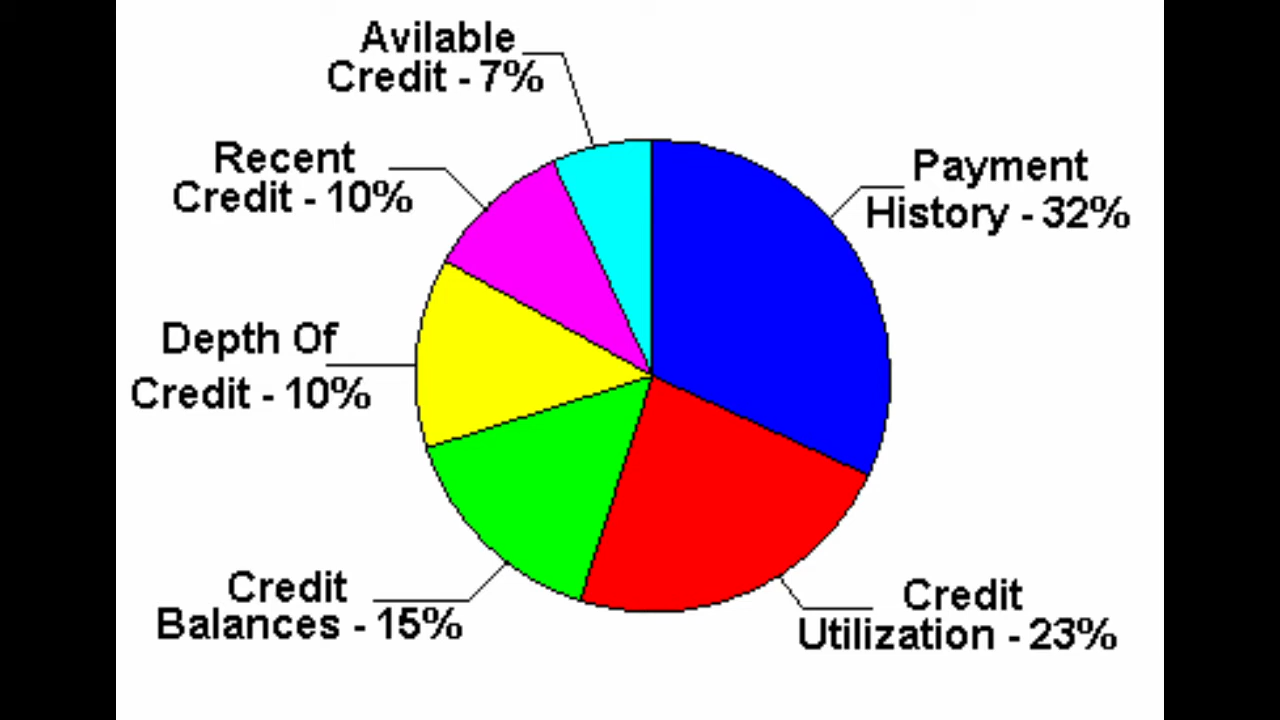 Avilable
Credit - 7%
Recent
Credit - 10%
Payment
History - 32%
Depth Of
Credit - 10%
Credit
Balances - 15%
Credit
Utilization - 23%